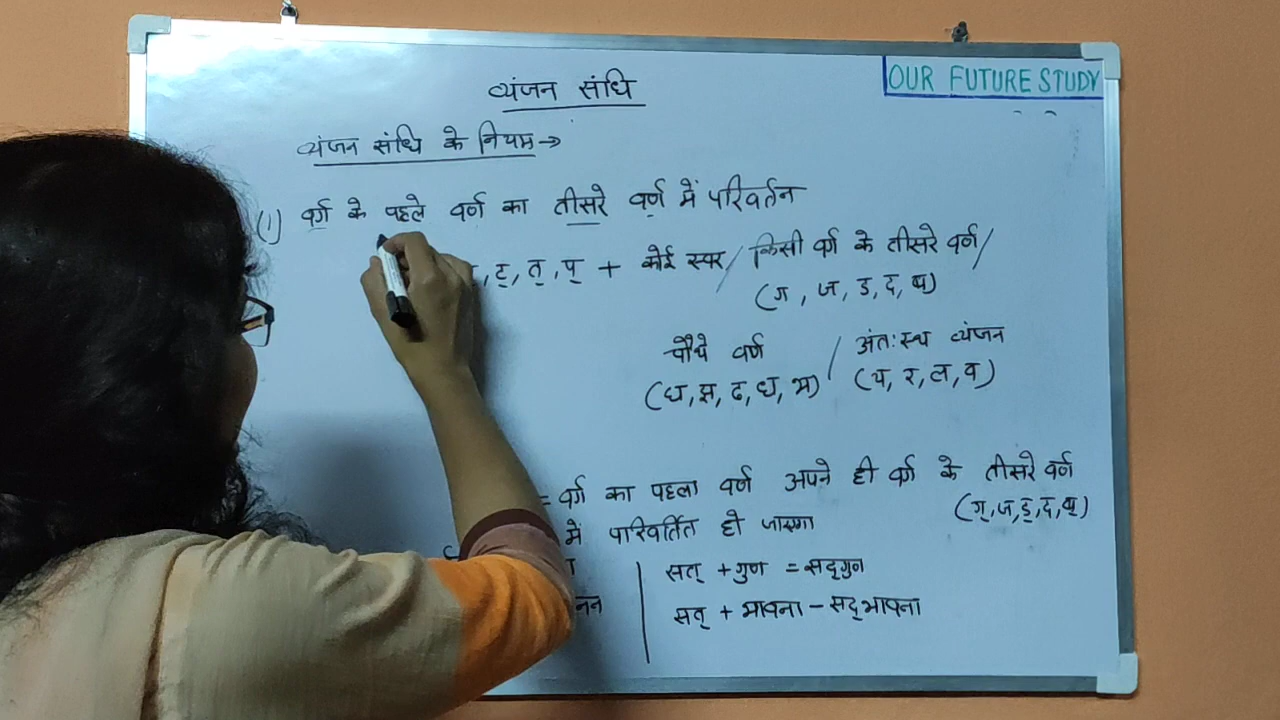 OUR FUTURE STUDY
व्यंजन संधि
व्यंजन संधि के नियम→
(1) वर्ग के पहले वर्ण का तीसरे वर्ण में परिवर्तन
, ट्, त्, प् + कोई स्वर / किसी वर्ग के तीसरे वर्ण /
(ग, ज, ड, द, ब)
चौथे वर्ण / अंतःस्थ व्यंजन
(घ, झ, ढ, ध, भ) (य, र, ल, व)
= वर्ग का पहला वर्ण अपने ही वर्ग के तीसरे वर्ण
(ग्, ज, ड्, द, ब्)
में परिवर्तित हो जाएगा
सत् + गुण = सद्गुन
सत् + भावना - सद्भावना